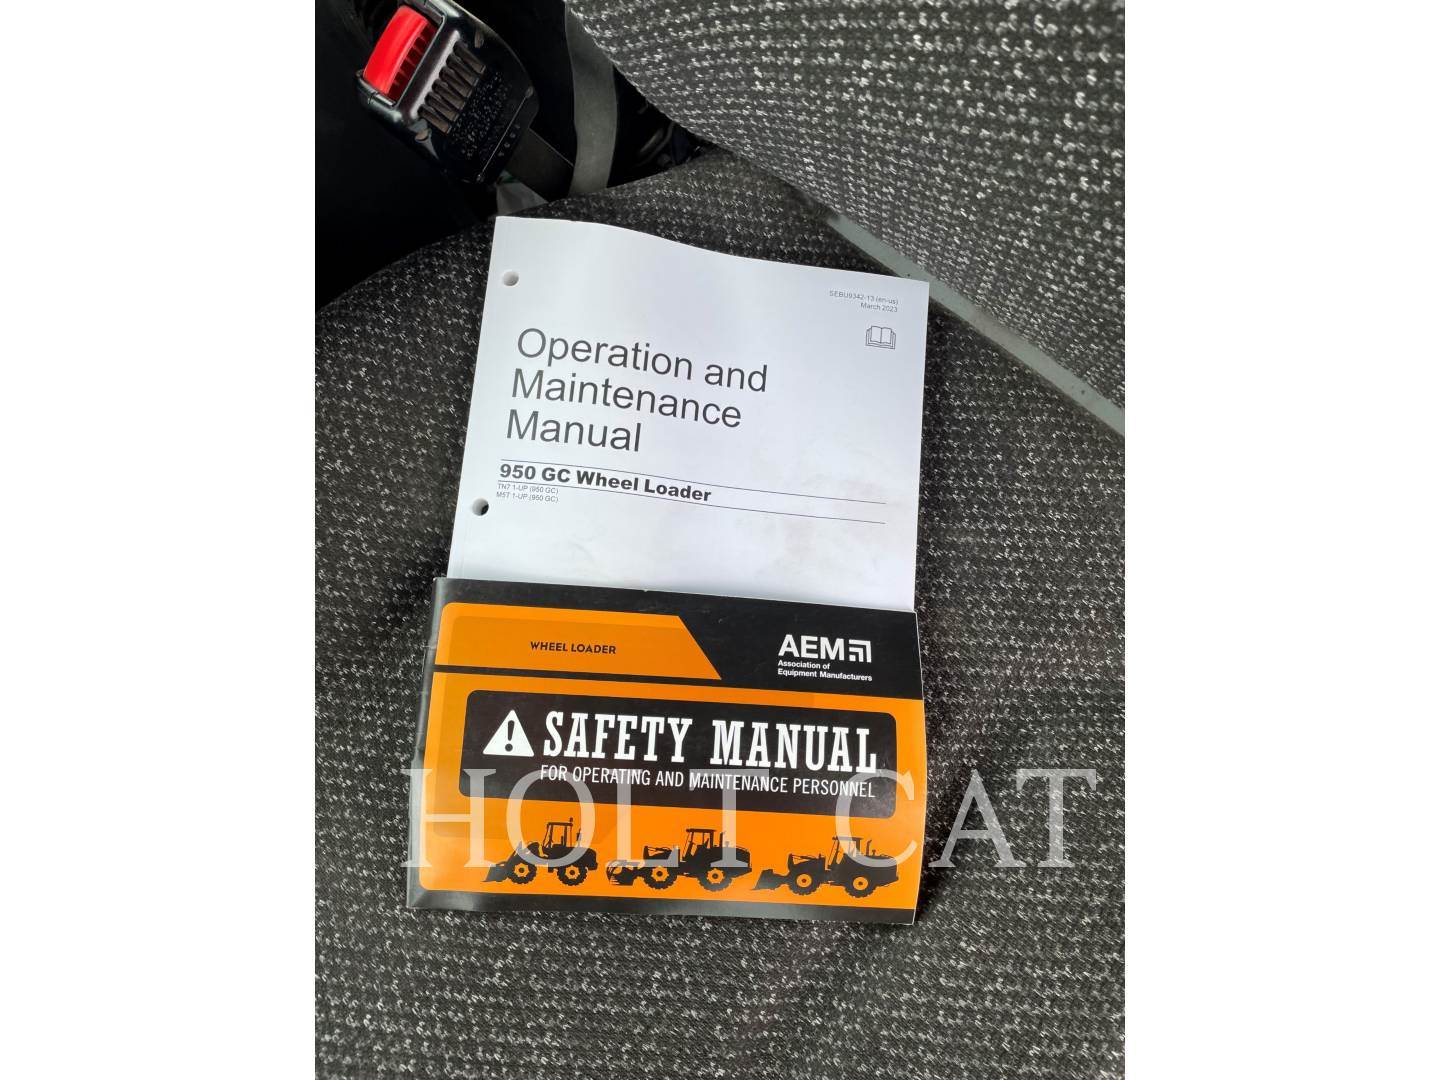 SEBU9342-13 (en-us)
March 2023
Operation and
Maintenance
Manual
950 GC Wheel Loader
TN7 1-UP (950 GC)
M5T 1-UP (950 GC)
WHEEL LOADER
AEM
Association of
Equipment Manufacturers
SAFETY MANUAL
FOR OPERATING AND MAINTENANCE PERSONNEL
HOLT CAT